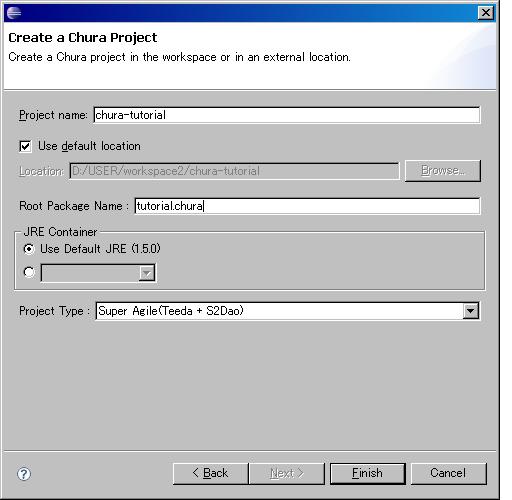 Create a Chura Project
Create a Chura project in the workspace or in an external location.
Project name: chura-tutorial
Use default location
Location: D:/USER/workspace2/chura-tutorial Browse...
Root Package Name : tutorial.chura
JRE Container
Use Default JRE (1.5.0)
Project Type : Super Agile(Teeda + S2Dao)
? < Back Next > Finish Cancel